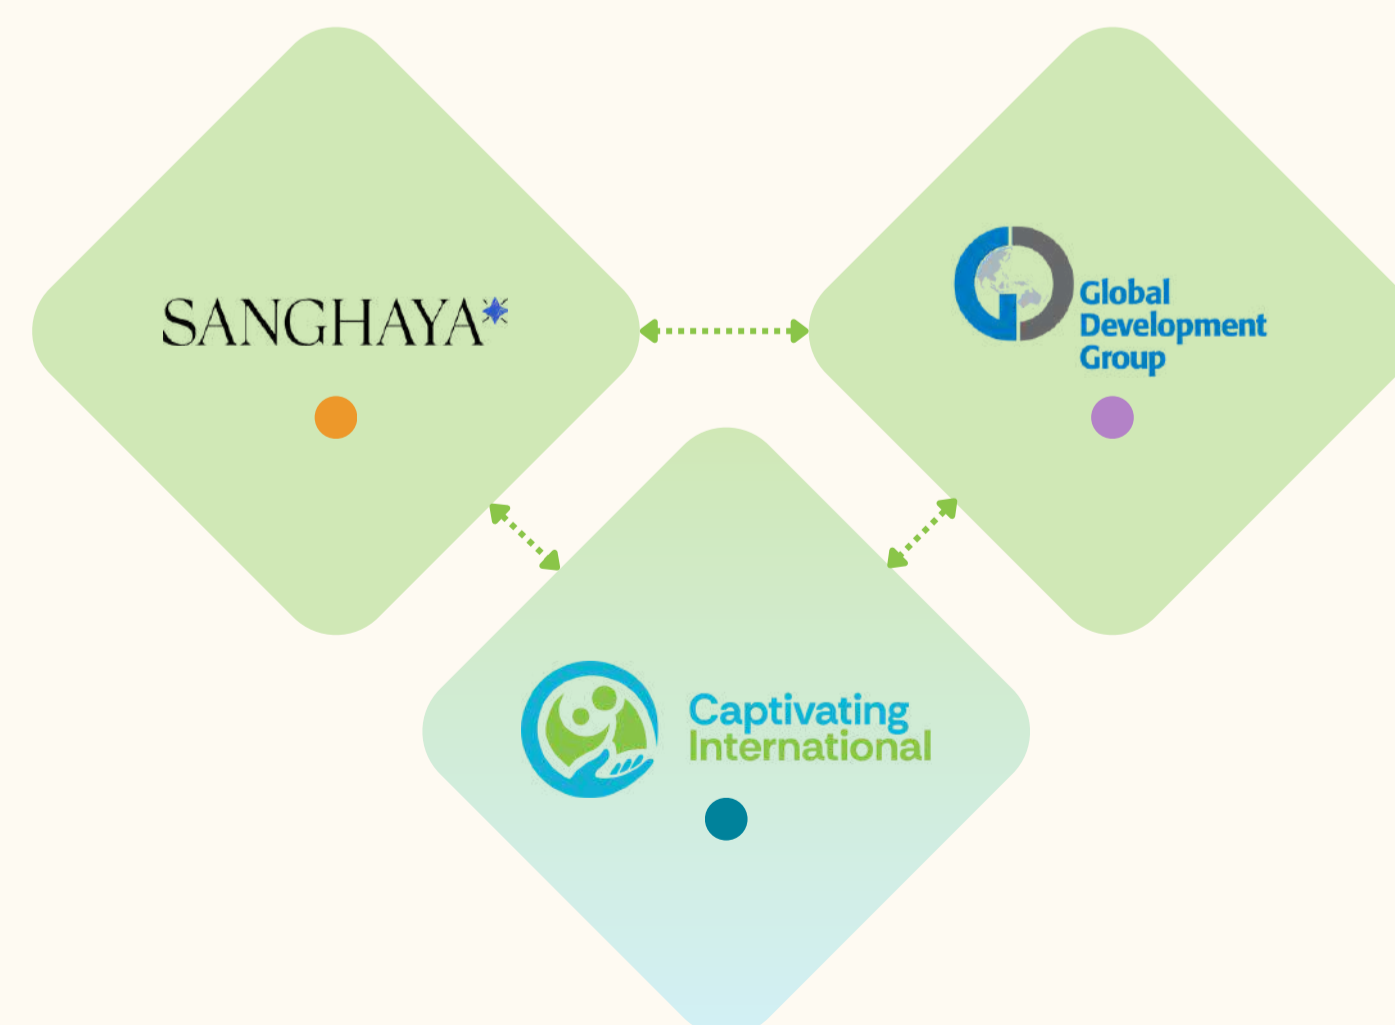 SANGHAYA
Global
Development
Group
Captivating
International